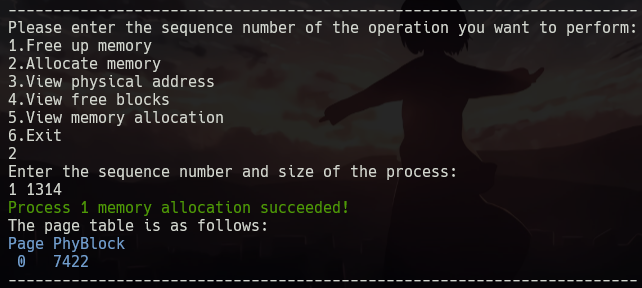 --------------------------------------------------------------------------------
Please enter the sequence number of the operation you want to perform:
1.Free up memory
2.Allocate memory
3.View physical address
4.View free blocks
5.View memory allocation
6.Exit
2
Enter the sequence number and size of the process:
1 1314
Process 1 memory allocation succeeded!
The page table is as follows:
Page PhyBlock
0 7422
--------------------------------------------------------------------------------